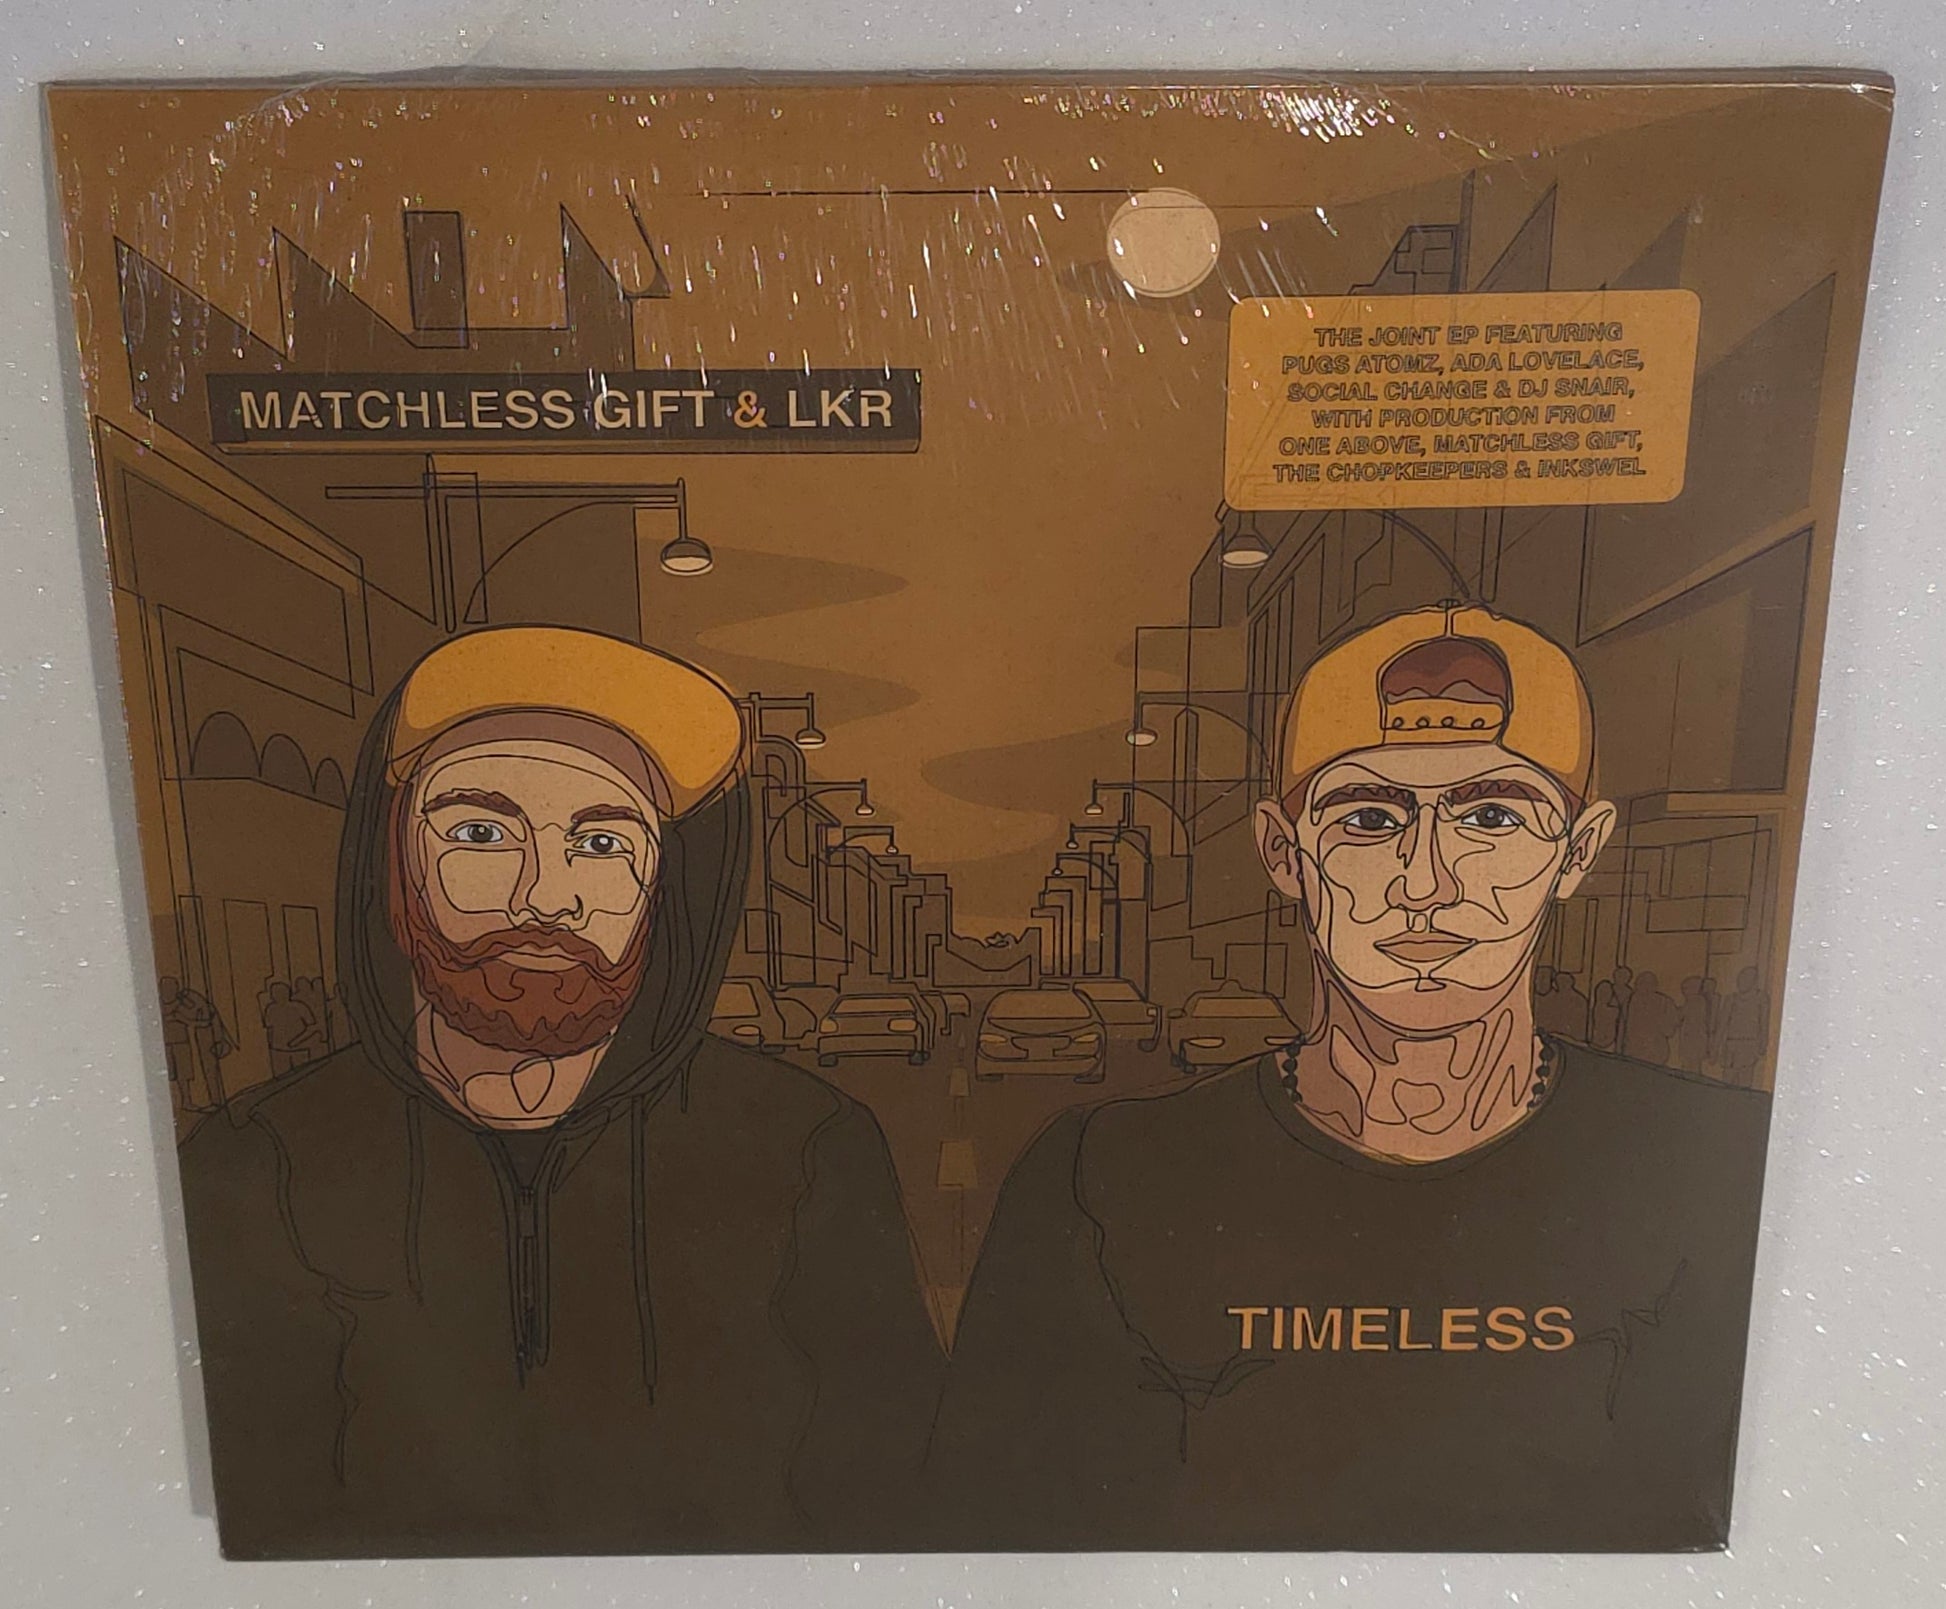 MATCHLESS GIFT & LKR
THE JOINT EP FEATURING
PUGS ATOMZ, ADA LOVELACE,
SOCIAL CHANGE & DJ SNAIR,
WITH PRODUCTION FROM
ONE ABOVE, MATCHLESS GIFT,
THE CHOPKEEPERS & INKSWEL
TIMELESS